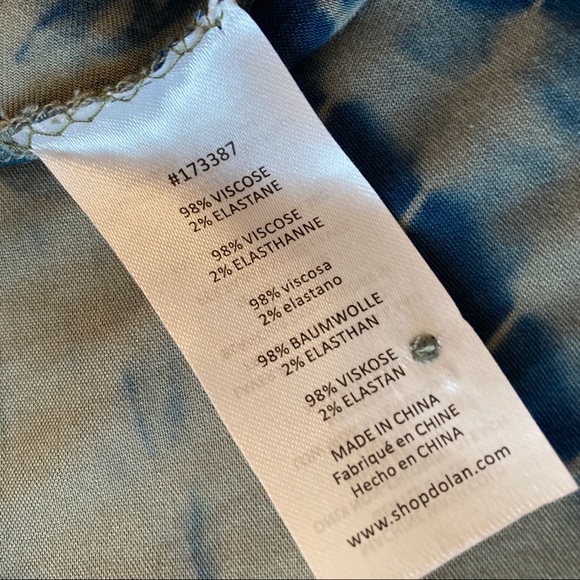 #173387
98% VISCOSE
2% ELASTANE
98% VISCOSE
2% ELASTHANNE
98% viscosa
2% elastano
98% BAUMWOLLE
2% ELASTHAN
98% VISKOSE
2% ELASTAN
MADE IN CHINA
Fabriqué en CHINE
Hecho en CHINA
www.shopdolan.com